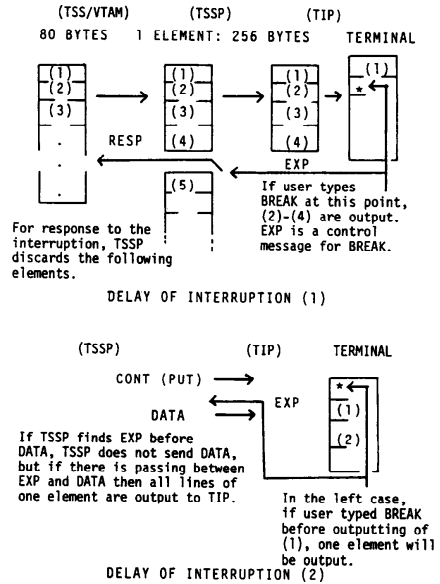 (TSS/VTAM) (TSSP) (TIP)
80 BYTES 1 ELEMENT: 256 BYTES TERMINAL
(1) (1) (1) (1)
(2) (2) (2) *
(3) (3) (3)
. (4) (4)
RESP EXP
. (5)
.
If user types
BREAK at this point,
(2)-(4) are output.
EXP is a control
message for BREAK.
For response to the
interruption, TSSP
discards the following
elements.
DELAY OF INTERRUPTION (1)
(TSSP) (TIP) TERMINAL
CONT (PUT) *
EXP
DATA (1)
(2)
If TSSP finds EXP before
DATA, TSSP does not send DATA,
but if there is passing between
EXP and DATA then all lines of
one element are output to TIP.
In the left case,
if user typed BREAK
before outputting of
(1), one element will
be output.
DELAY OF INTERRUPTION (2)